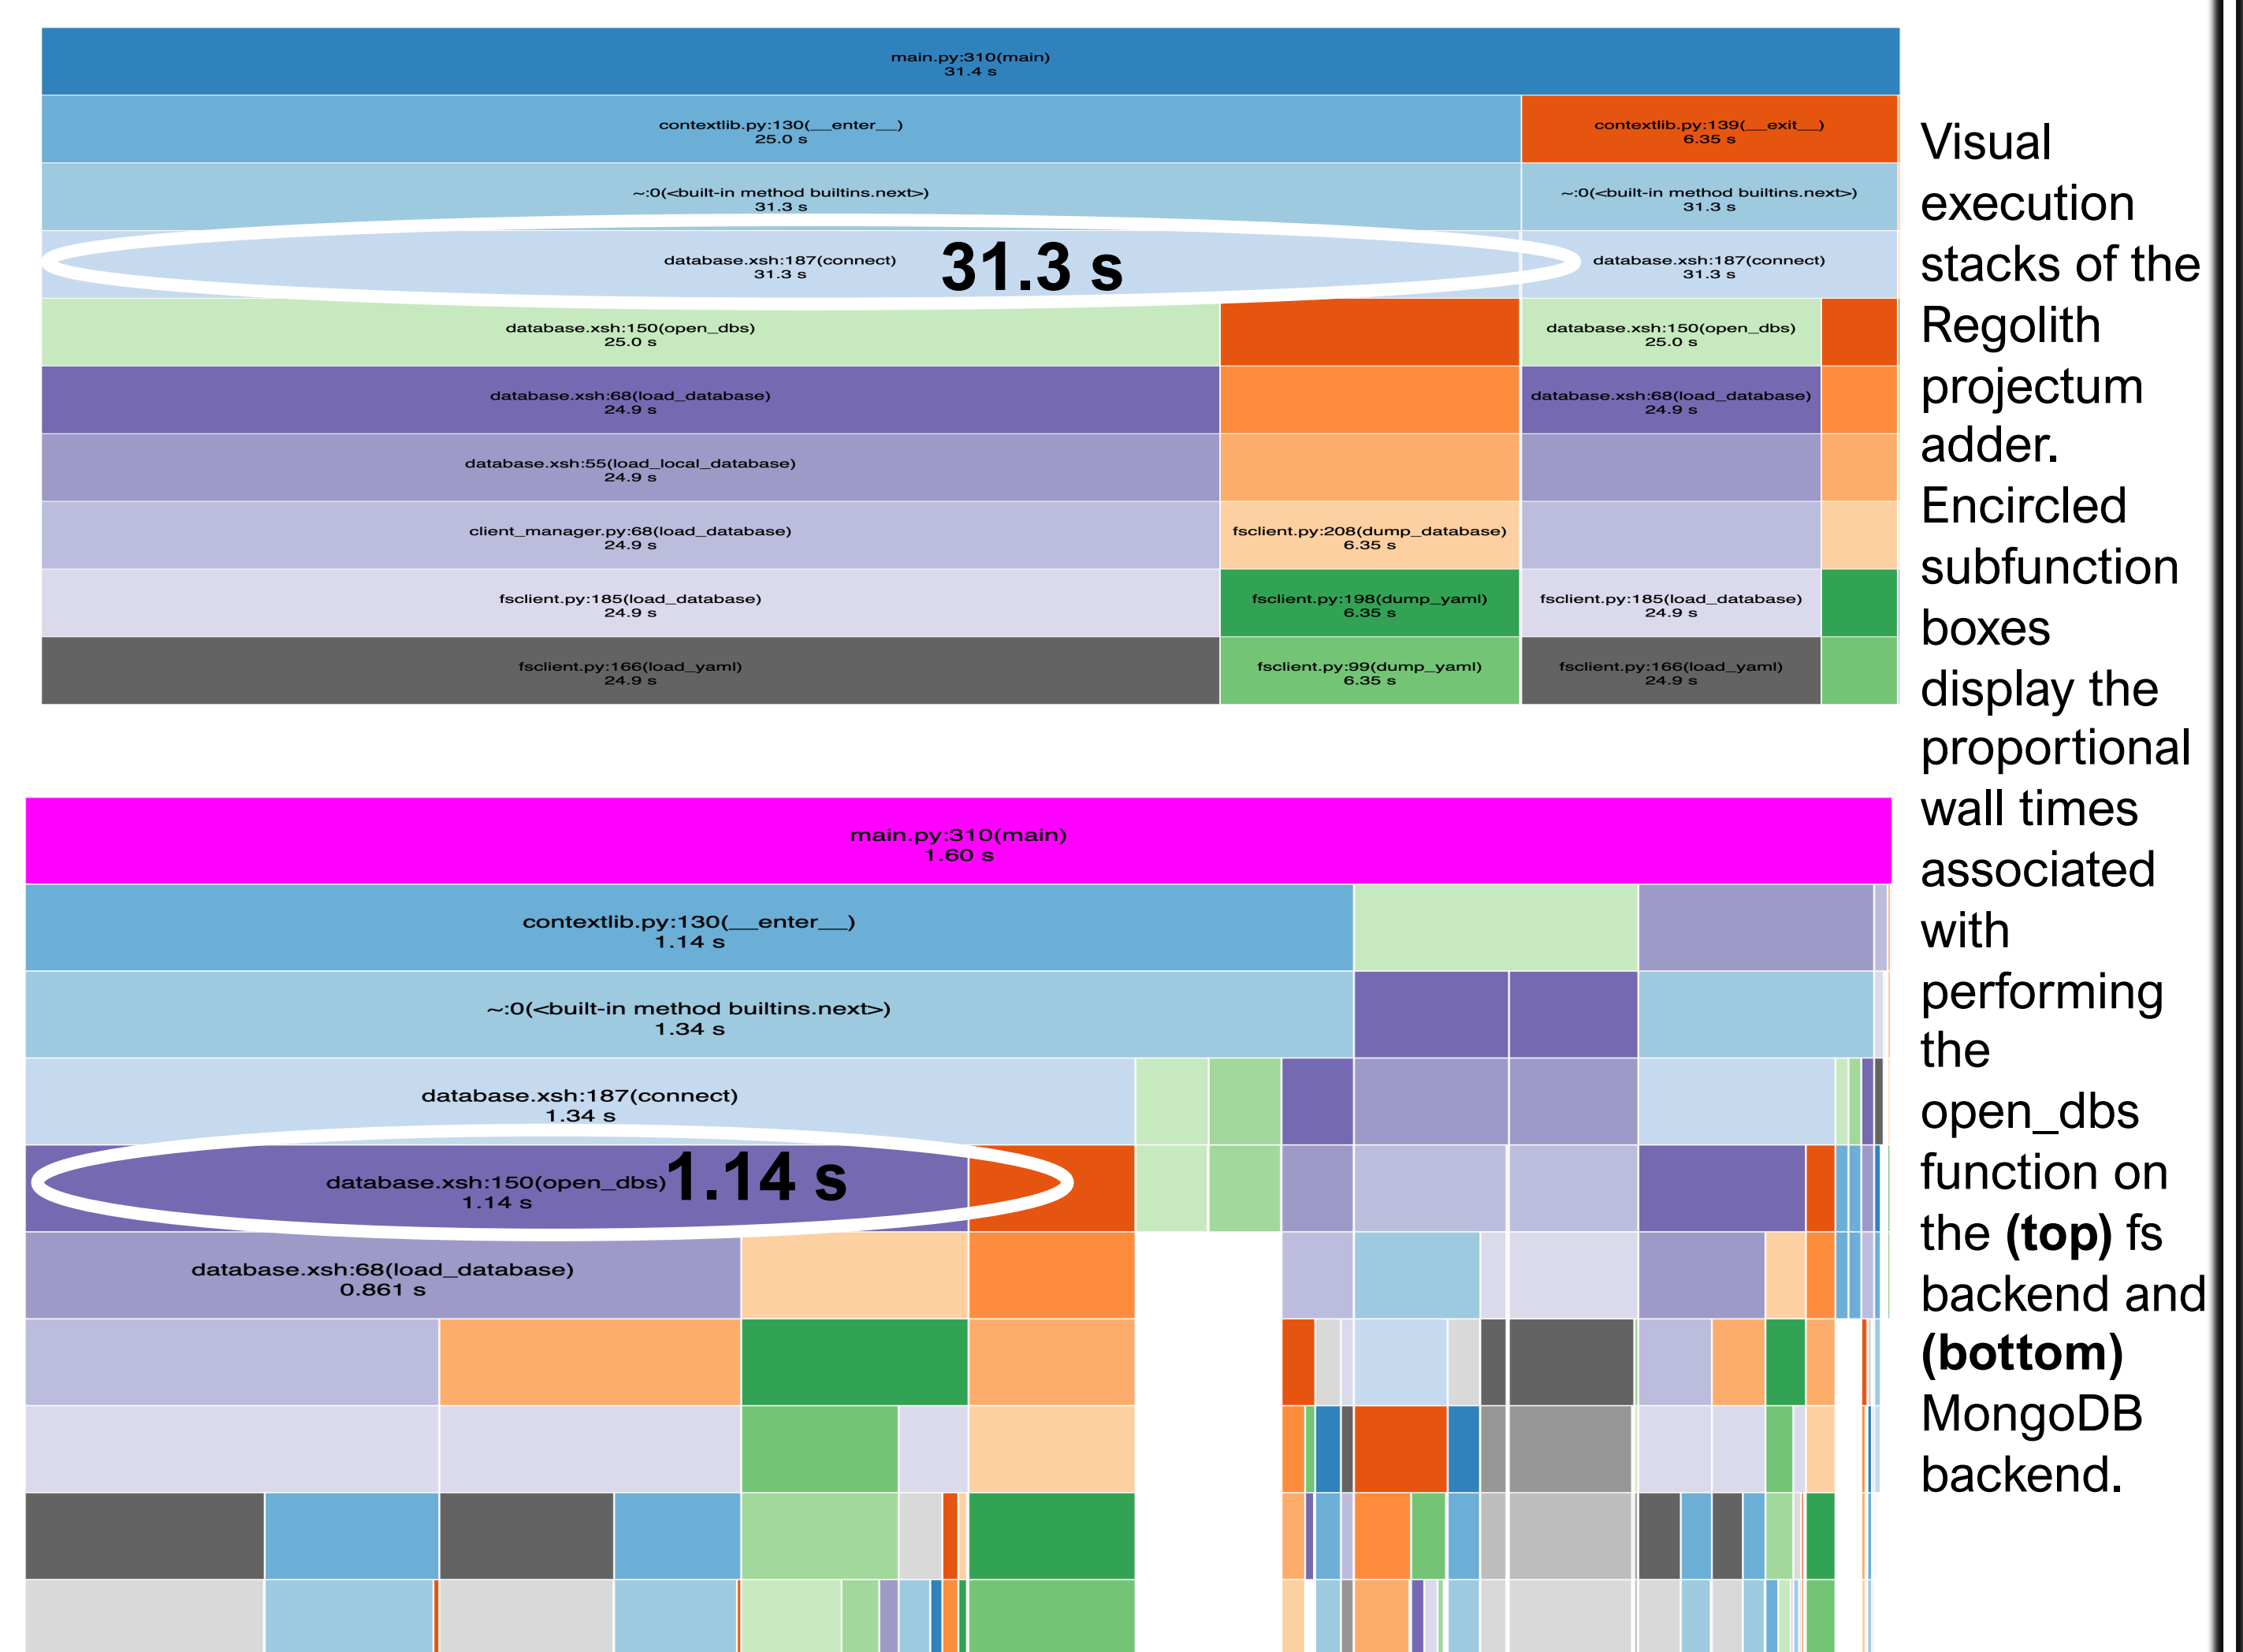 main.py:310(main)
31.4 s
contextlib.py:130(__enter__)
25.0 s
contextlib.py:139(__exit__)
6.35 s
~:0(<built-in method builtins.next>)
31.3 s
~:0(<built-in method builtins.next>)
31.3 s
database.xsh:187(connect)
31.3 s
31.3 s
database.xsh:187(connect)
31.3 s
database.xsh:150(open_dbs)
25.0 s
database.xsh:150(open_dbs)
25.0 s
database.xsh:68(load_database)
24.9 s
database.xsh:68(load_database)
24.9 s
database.xsh:55(load_local_database)
24.9 s
client_manager.py:68(load_database)
24.9 s
fsclient.py:208(dump_database)
6.35 s
fsclient.py:185(load_database)
24.9 s
fsclient.py:198(dump_yaml)
6.35 s
fsclient.py:185(load_database)
24.9 s
fsclient.py:166(load_yaml)
24.9 s
fsclient.py:99(dump_yaml)
6.35 s
fsclient.py:166(load_yaml)
24.9 s
main.py:310(main)
1.60 s
contextlib.py:130(__enter__)
1.14 s
~:0(<built-in method builtins.next>)
1.34 s
database.xsh:187(connect)
1.34 s
database.xsh:150(open_dbs)
1.14 s
1.14 s
database.xsh:68(load_database)
0.861 s
Visual
execution
stacks of the
Regolith
projectum
adder.
Encircled
subfunction
boxes
display the
proportional
wall times
associated
with
performing
the
open_dbs
function on
the (top) fs
backend and
(bottom)
MongoDB
backend.